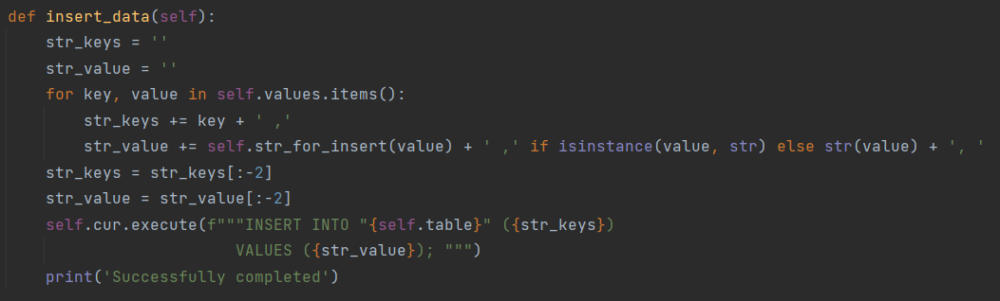 def insert_data(self):
    str_keys = ''
    str_value = ''
    for key, value in self.values.items():
        str_keys += key + ' ,'
        str_value += self.str_for_insert(value) + ' ,' if isinstance(value, str) else str(value) + ', '
    str_keys = str_keys[:-2]
    str_value = str_value[:-2]
    self.cur.execute(f"""INSERT INTO "{self.table}" ({str_keys})
                        VALUES ({str_value}); """)
    print('Successfully completed')